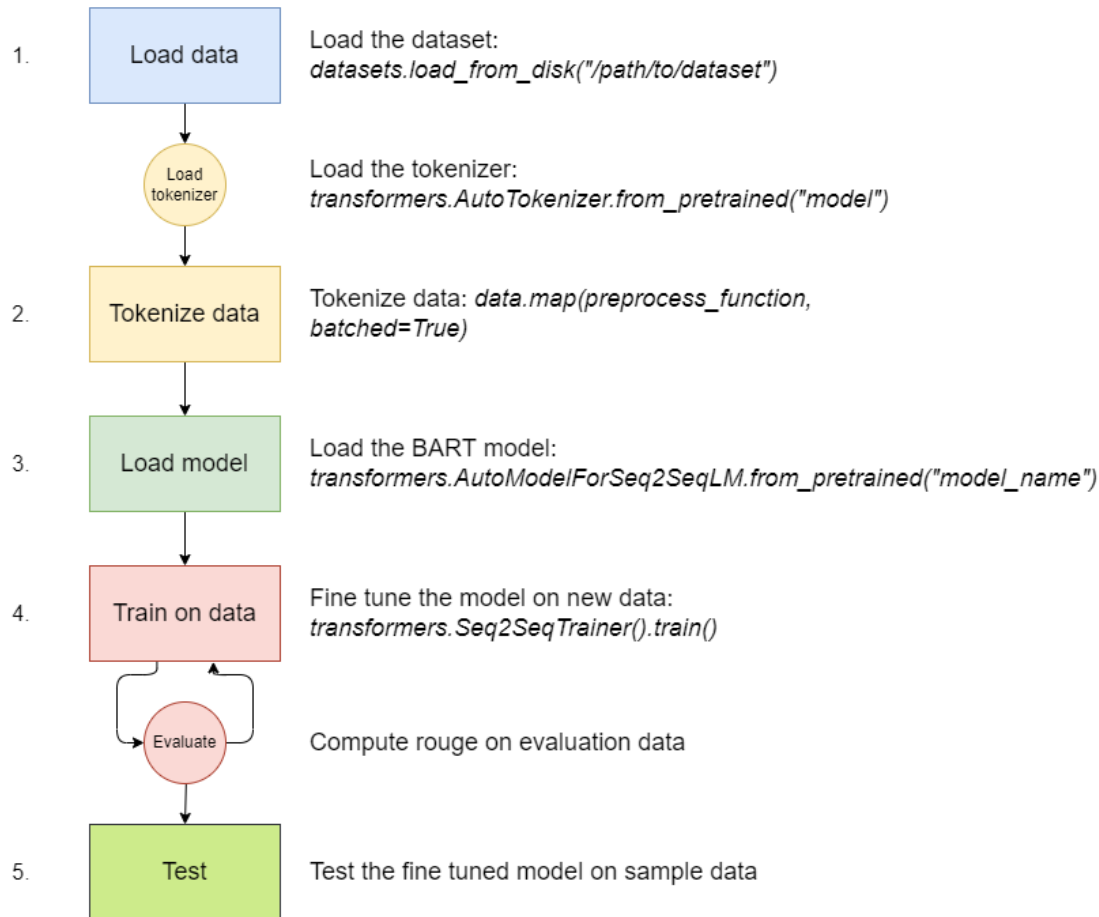 1.
Load data
Load the dataset:
datasets.load_from_disk("/path/to/dataset")
Load
tokenizer
Load the tokenizer:
transformers.AutoTokenizer.from_pretrained("model")
2.
Tokenize data
Tokenize data: data.map(preprocess_function,
batched=True)
3.
Load model
Load the BART model:
transformers.AutoModelForSeq2SeqLM.from_pretrained("model_name")
4.
Train on data
Fine tune the model on new data:
transformers.Seq2SeqTrainer().train()
Evaluate
Compute rouge on evaluation data
5.
Test
Test the fine tuned model on sample data